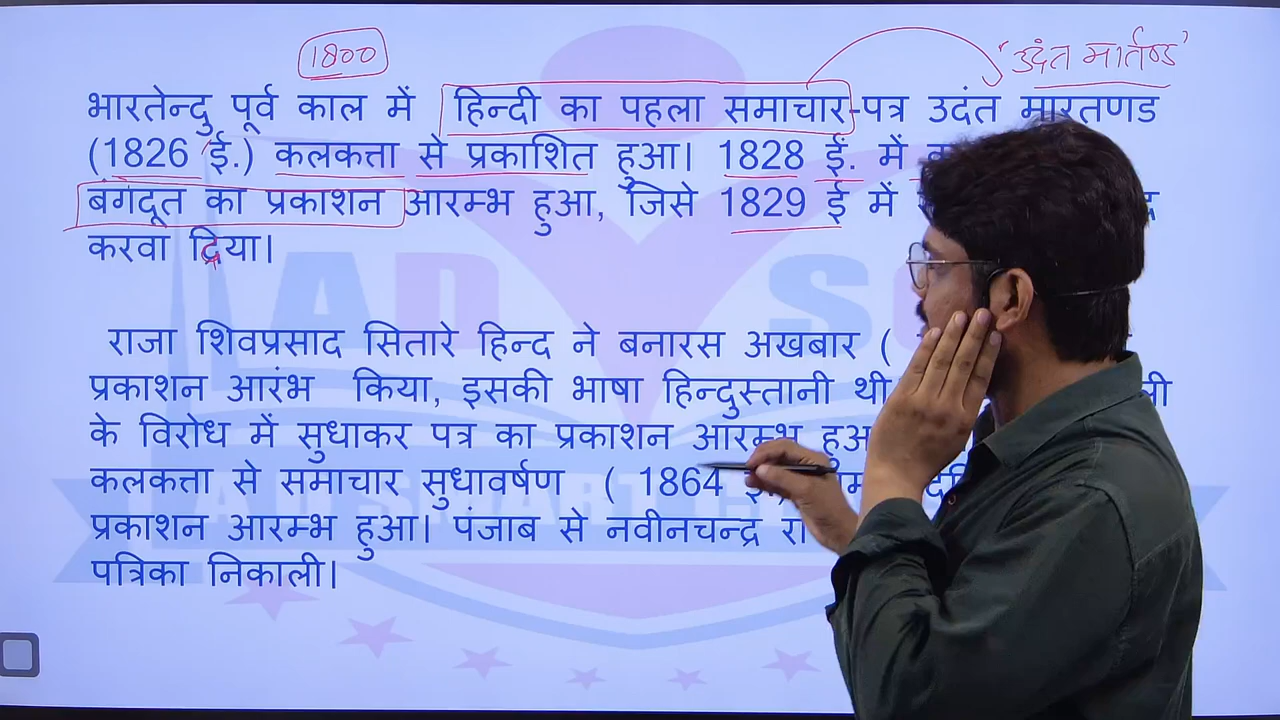 1800
'उदंत मार्तण्ड'
भारतेन्दु पूर्व काल में हिन्दी का पहला समाचार-पत्र उदंत मारतणड
(1826 ई.) कलकत्ता से प्रकाशित हुआ। 1828 ई. में
बंगदूत का प्रकाशन आरम्भ हुआ, जिसे 1829 ई में
करवा दिया।
राजा शिवप्रसाद सितारे हिन्द ने बनारस अखबार (
प्रकाशन आरंभ किया, इसकी भाषा हिन्दुस्तानी थी
के विरोध में सुधाकर पत्र का प्रकाशन आरम्भ
कलकत्ता से समाचार सुधावर्षण ( 1864
प्रकाशन आरम्भ हुआ। पंजाब से नवीनचन्द्र
पत्रिका निकाली।